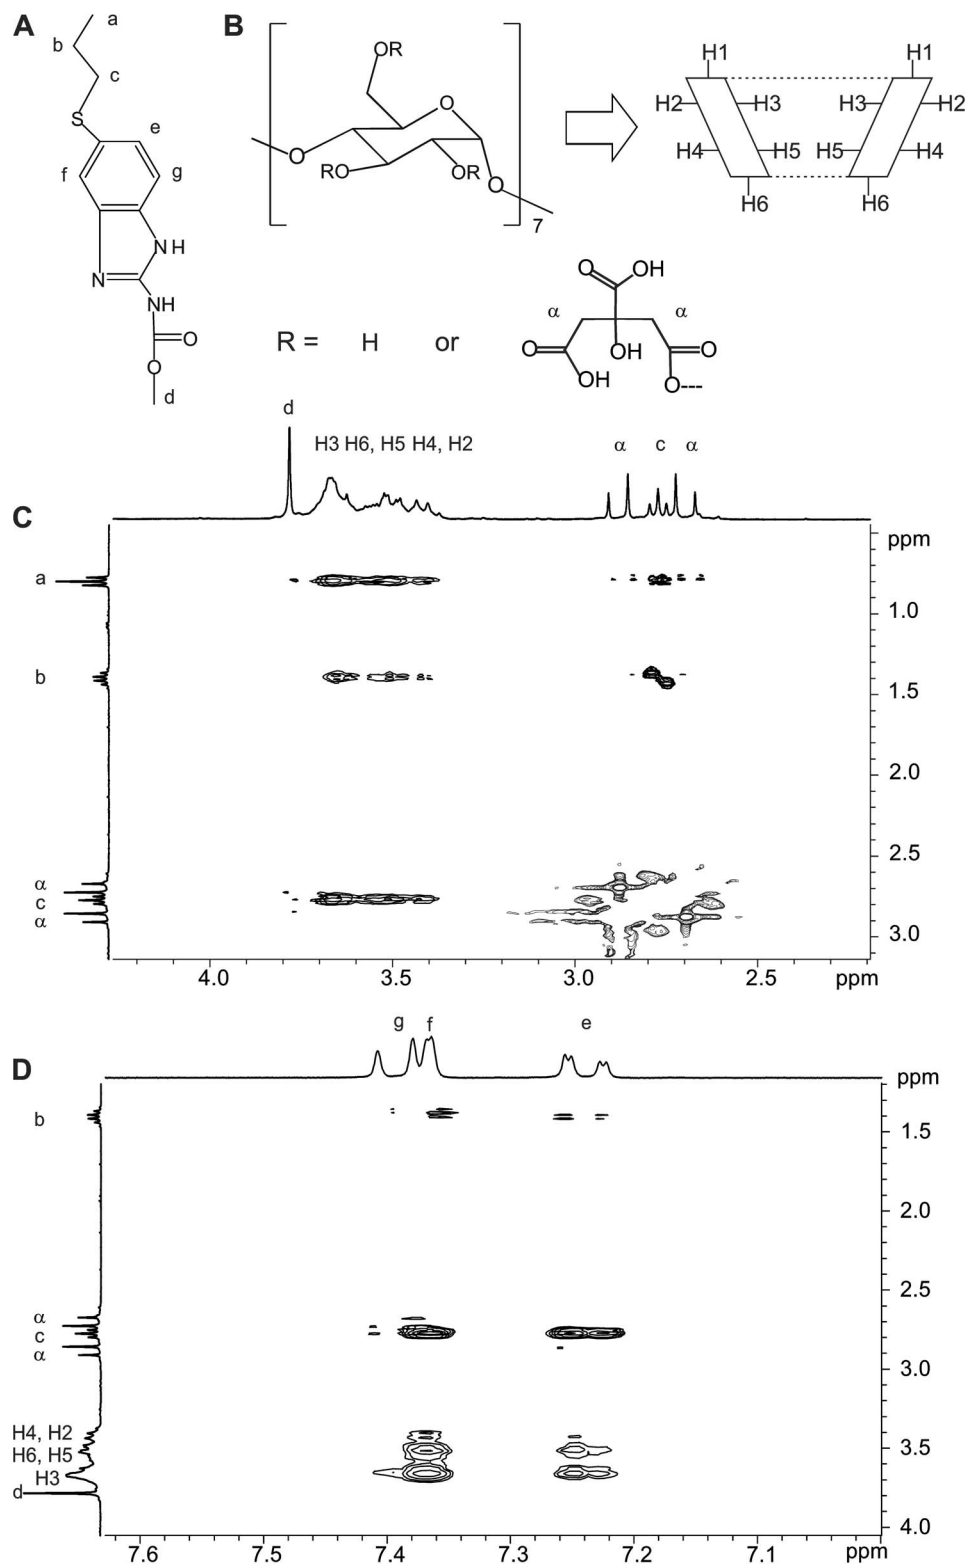 A
a
b
c
S
e
f
g
NH
N
NH
O
O
d
B
OR
O
O
RO
OR
O
7
H1 H1
H2 H3 H3 H2
H4 H5 H5 H4
H6 H6
R = H or
O OH
α α
O OH O
OH O---
d
H3 H6, H5 H4, H2
α c α
C
ppm
a
1.0
b
1.5
2.0
2.5
α
c
α
3.0
4.0 3.5 3.0 2.5 ppm
g f e
D
ppm
b
1.5
2.0
2.5
α
c
α
3.0
H4, H2
H6, H5
3.5
H3
d
4.0
7.6 7.5 7.4 7.3 7.2 7.1 ppm